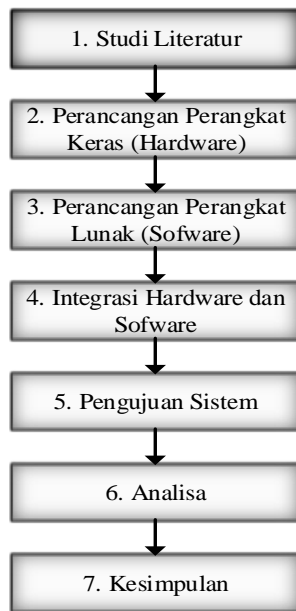 1. Studi Literatur
2. Perancangan Perangkat
Keras (Hardware)
3. Perancangan Perangkat
Lunak (Sofware)
4. Integrasi Hardware dan
Sofware
5. Pengujuan Sistem
6. Analisa
7. Kesimpulan